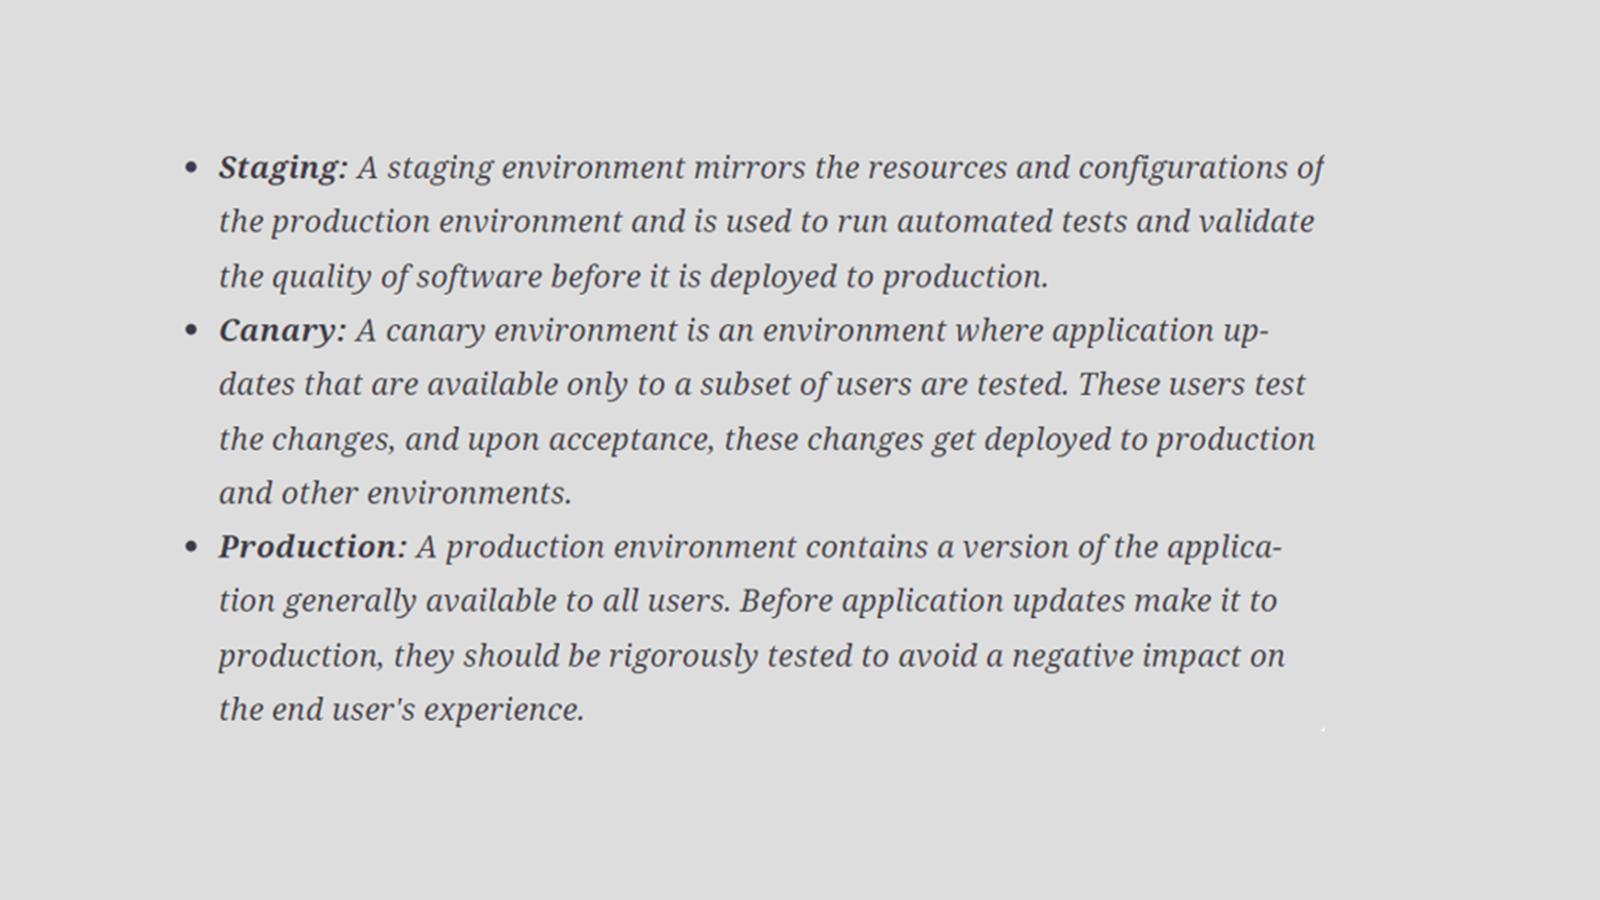 • Staging: A staging environment mirrors the resources and configurations of
the production environment and is used to run automated tests and validate
the quality of software before it is deployed to production.
• Canary: A canary environment is an environment where application up-
dates that are available only to a subset of users are tested. These users test
the changes, and upon acceptance, these changes get deployed to production
and other environments.
• Production: A production environment contains a version of the applica-
tion generally available to all users. Before application updates make it to
production, they should be rigorously tested to avoid a negative impact on
the end user's experience.